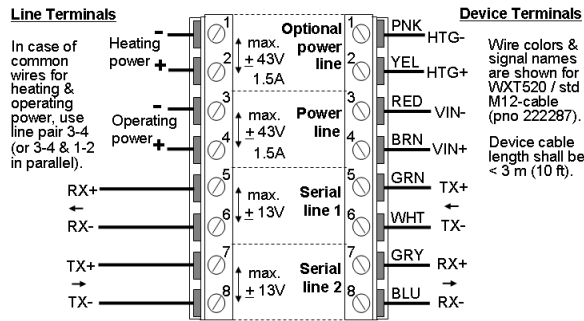 Line Terminals
Device Terminals
In case of
common
wires for
heating &
operating
power, use
line pair 3-4
(or 3-4 & 1-2
in parallel).
Heating
power
-
+
Operating
power
-
+
RX+
←
RX-
TX+
→
TX-
1
2
3
4
5
6
7
8
max.
± 43V
1.5A
max.
± 43V
1.5A
max.
± 13V
max.
± 13V
Optional
power
line
Power
line
Serial
line 1
Serial
line 2
1
2
3
4
5
6
7
8
PNK HTG-
YEL HTG+
RED VIN-
BRN VIN+
GRN TX+
←
WHT TX-
GRY RX+
→
BLU RX-
Wire colors &
signal names
are shown for
WXT520 / std
M12-cable
(pno 222287).
Device cable
length shall be
< 3 m (10 ft).